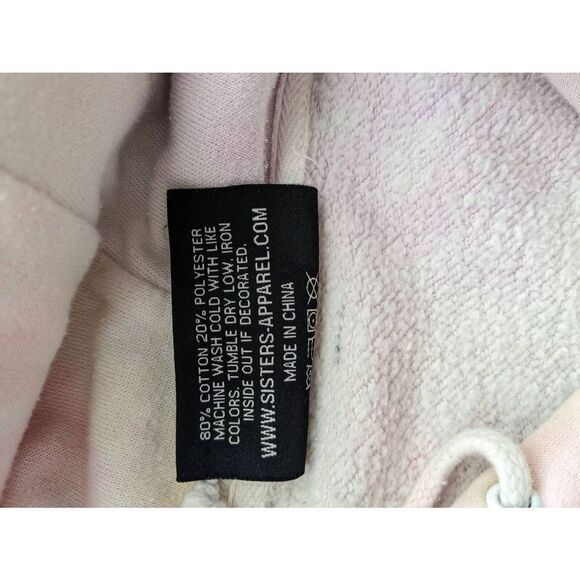 80% COTTON 20% POLYESTER
MACHINE WASH COLD WITH LIKE
COLORS. TUMBLE DRY LOW, IRON
INSIDE OUT IF DECORATED.
WWW.SISTERS-APPAREL.COM
MADE IN CHINA